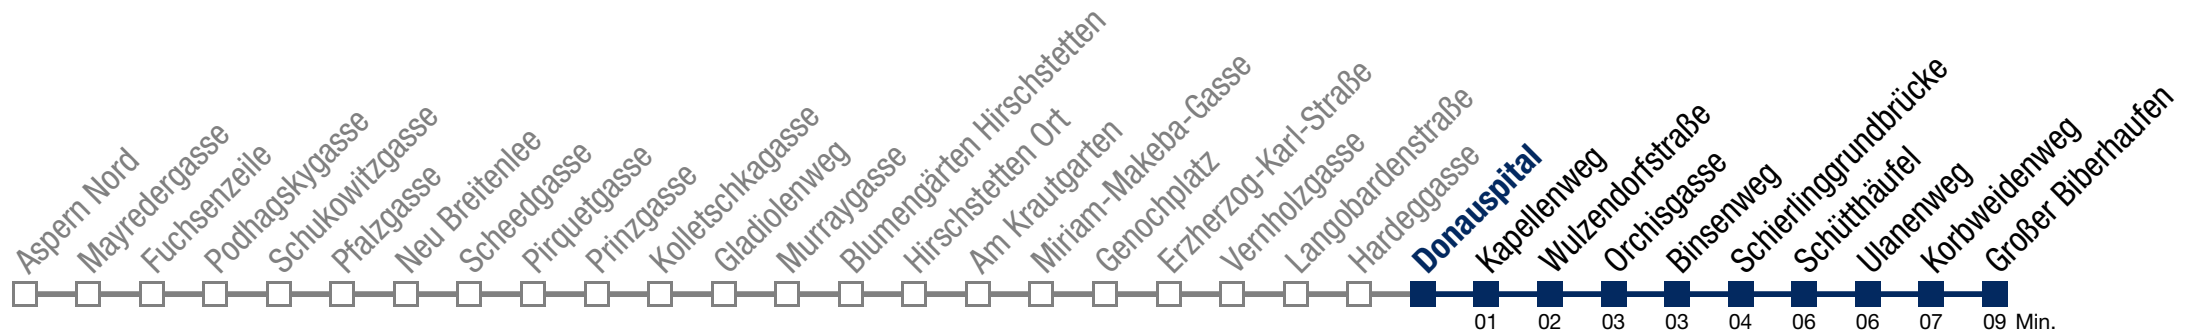 Aspern Nord
Mayredergasse
Fuchsenzeile
Podhagskygasse
Schukowitzgasse
Pfalzgasse
Neu Breitenlee
Scheedgasse
Pirquetgasse
Prinzgasse
Kolletschkagasse
Gladiolenweg
Murraygasse
Blumengärten Hirschstetten
Hirschstetten Ort
Am Krautgarten
Miriam-Makeba-Gasse
Genochplatz
Erzherzog-Karl-Straße
Vernholzgasse
Langobardenstraße
Hardeggasse
Donauspital
Kapellenweg
Wulzendorfstraße
Orchisgasse
Binsenweg
Schierlinggrundbrücke
Schütthäufel
Ulanenweg
Korbweidenweg
Großer Biberhaufen
01 02 03 03 04 06 06 07 09 Min.